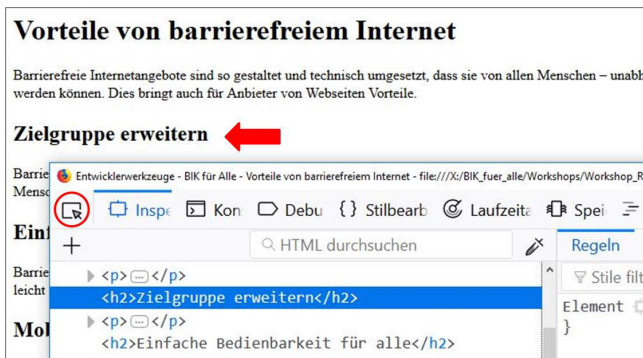 Vorteile von barrierefreiem Internet
Barrierefreie Internetangebote sind so gestaltet und technisch umgesetzt, dass sie von allen Menschen – unabh
werden können. Dies bringt auch für Anbieter von Webseiten Vorteile.
Zielgruppe erweitern
Barrie
Mensc
Entwicklerwerkzeuge - BIK für Alle - Vorteile von barrierefreiem Internet - file:///X:/BIK_fuer_alle/Workshops/Workshop_R
Inspe Kon Debu {} Stilbearb Laufzeita Spei
Einf
+ HTML durchsuchen Regeln
Barrie
leicht
<p>…</p> Stile filt
<h2>Zielgruppe erweitern</h2>
Element
<p>…</p>
}
Mol
<h2>Einfache Bedienbarkeit für alle</h2>